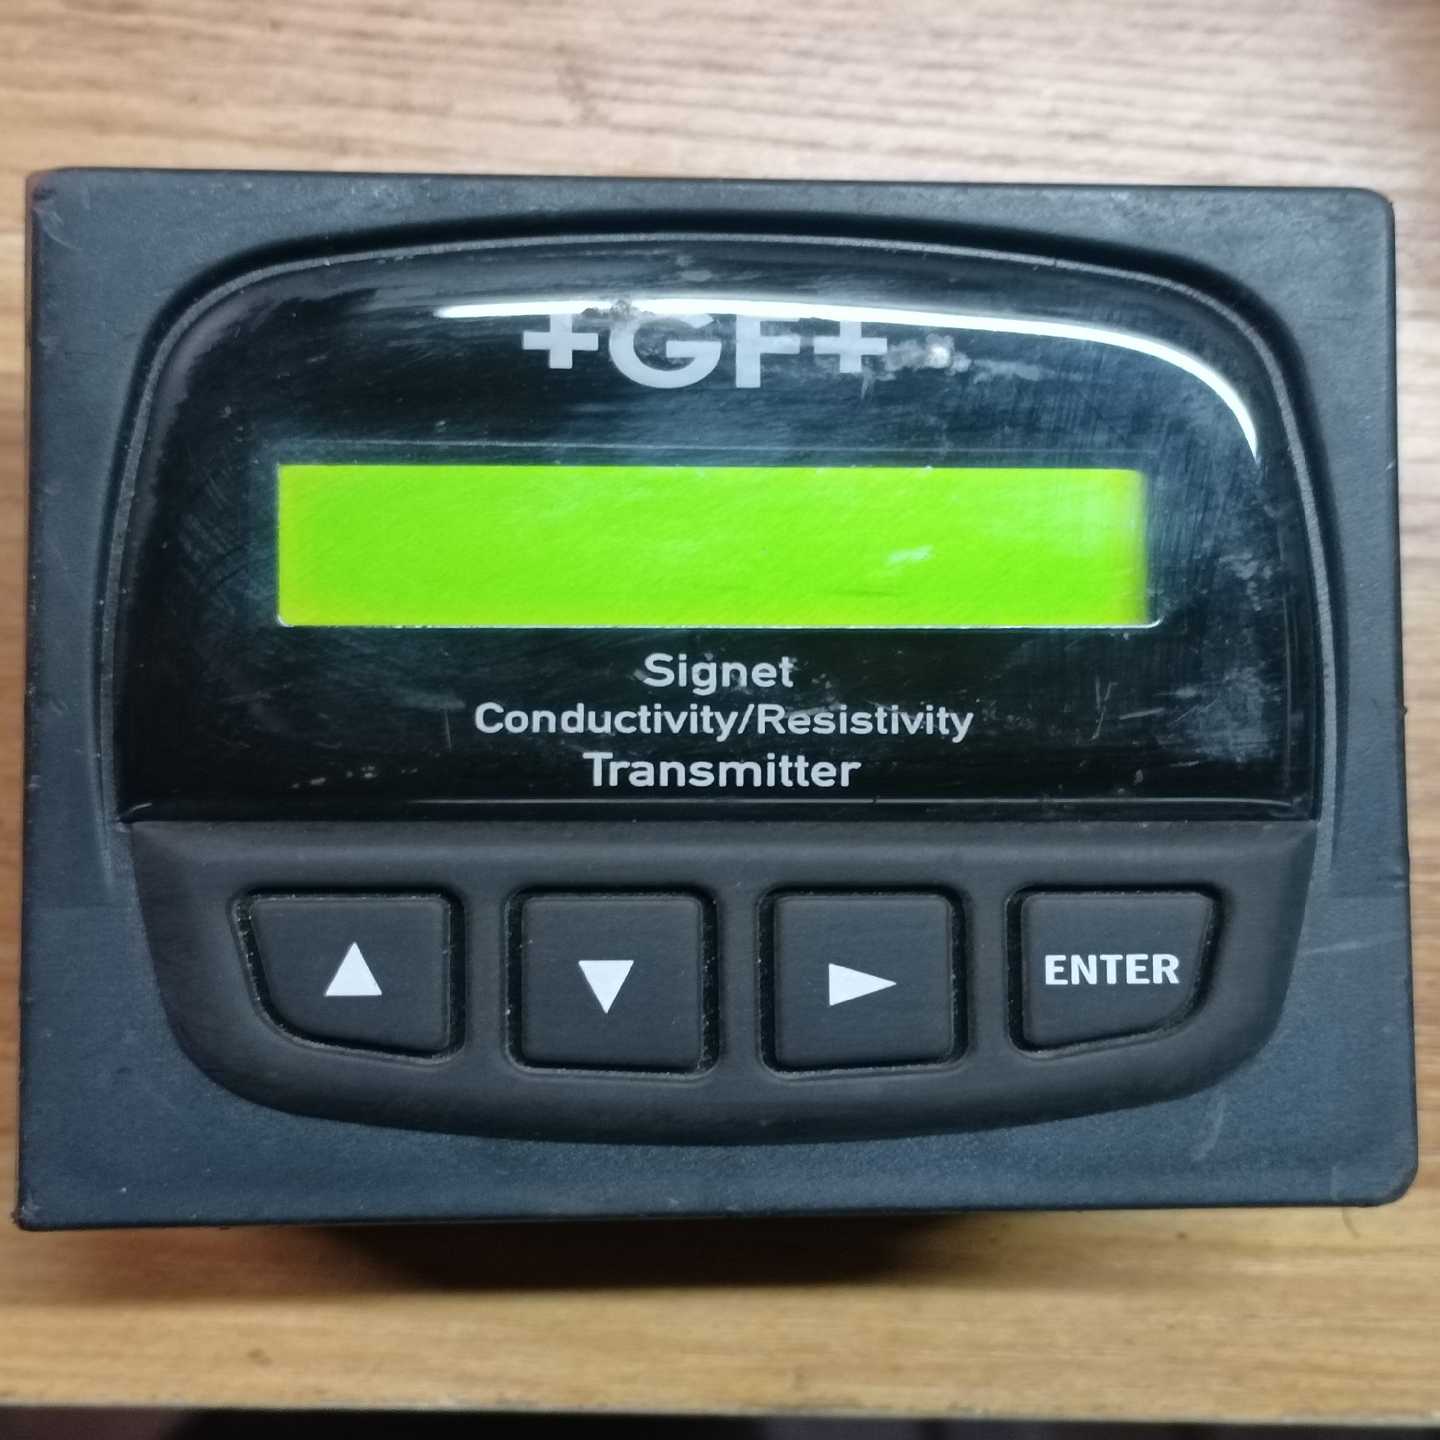 +GF+
Signet
Conductivity/Resistivity
Transmitter
ENTER